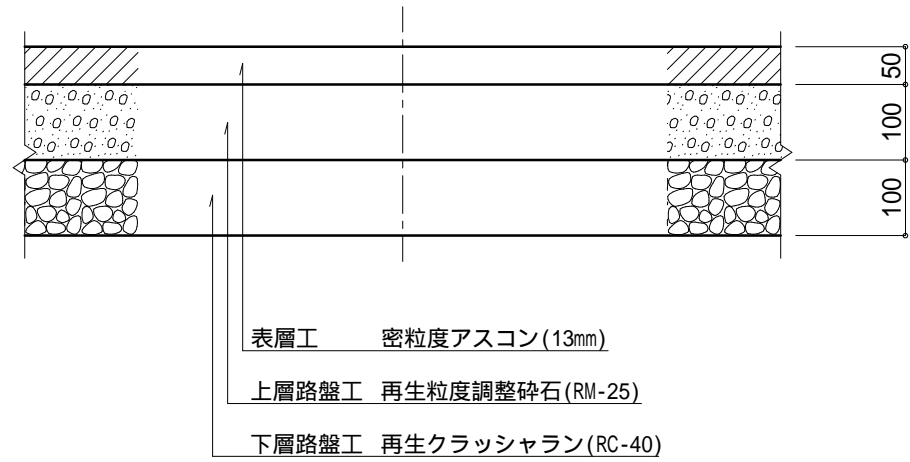 50
100
100
表層工 密粒度アスコン(13mm)
上層路盤工 再生粒度調整砕石(RM-25)
下層路盤工 再生クラッシャラン(RC-40)